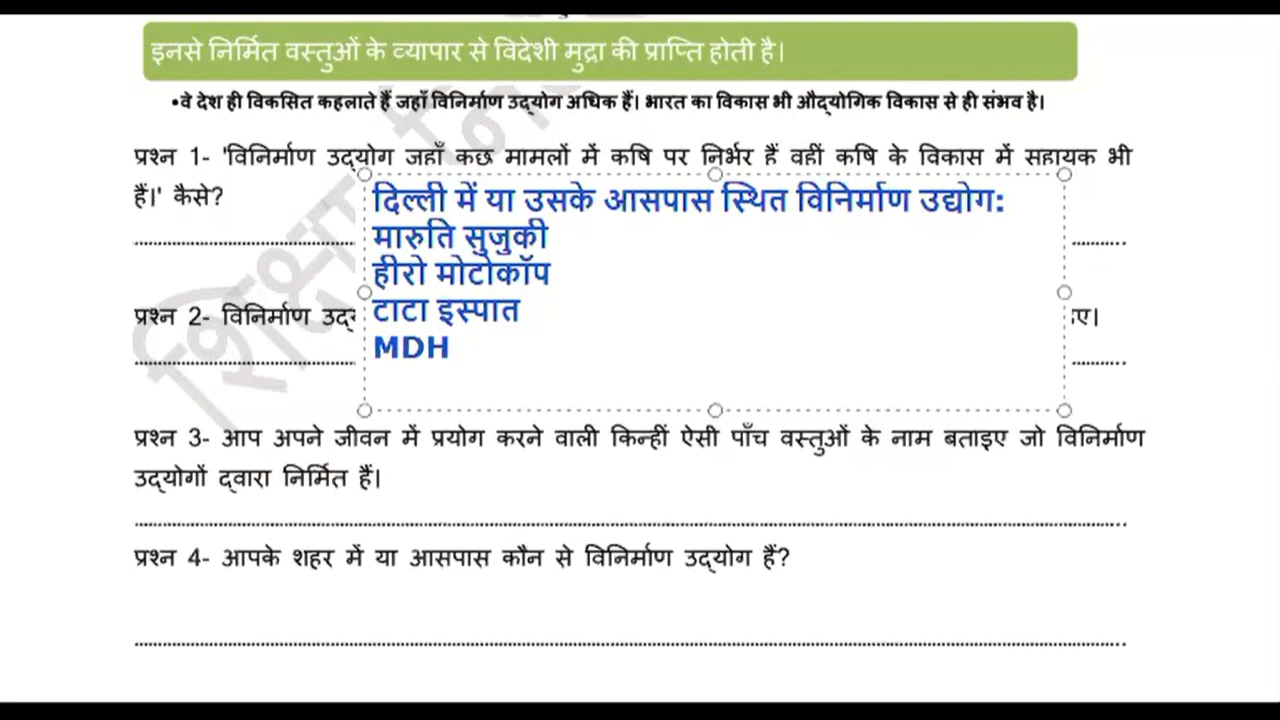 इनसे निर्मित वस्तुओं के व्यापार से विदेशी मुद्रा की प्राप्ति होती है।
•वे देश ही विकसित कहलाते हैं जहाँ विनिर्माण उद्योग अधिक हैं। भारत का विकास भी औद्योगिक विकास से ही संभव है।
प्रश्न 1- 'विनिर्माण उद्योग जहाँ कुछ मामलों में कृषि पर निर्भर हैं वहीं कृषि के विकास में सहायक भी
हैं।' कैसे?
दिल्ली में या उसके आसपास स्थित विनिर्माण उद्योग:
मारुति सुजुकी
हीरो मोटोकॉप
टाटा इस्पात
MDH
प्रश्न 2- विनिर्माण
प्रश्न 3- आप अपने जीवन में प्रयोग करने वाली किन्हीं ऐसी पाँच वस्तुओं के नाम बताइए जो विनिर्माण
उद्योगों द्वारा निर्मित हैं।
प्रश्न 4- आपके शहर में या आसपास कौन से विनिर्माण उद्योग हैं?